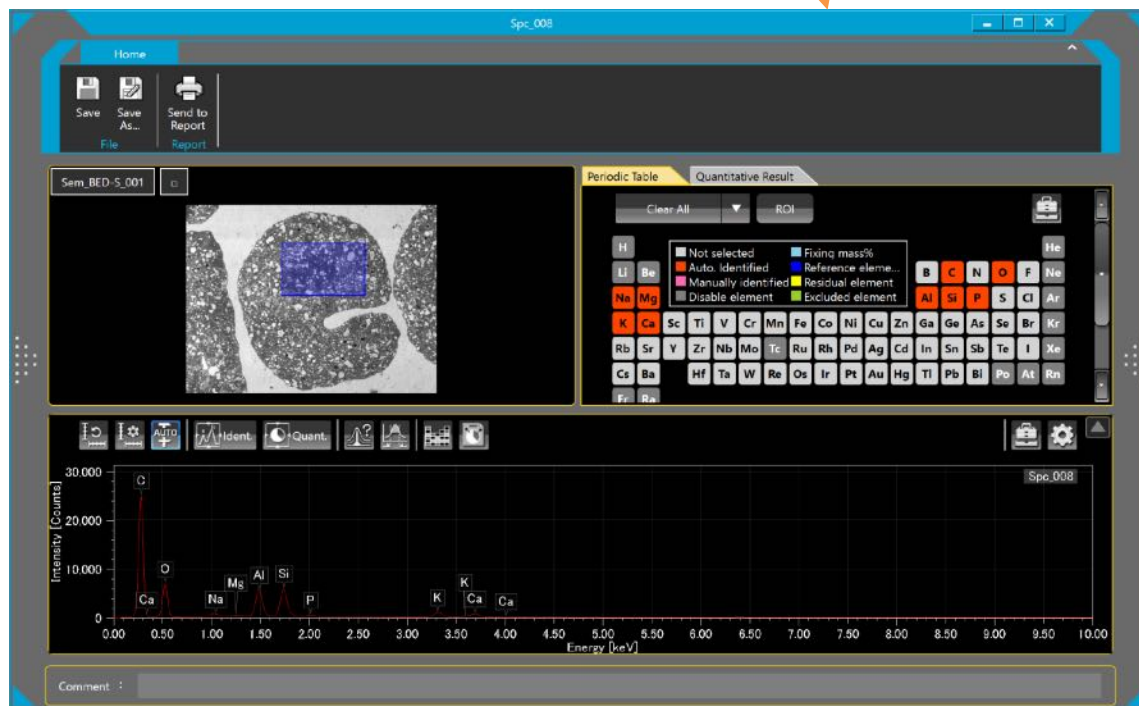 Spc_008
Home
Save
Save As...
Send to Report
File
Report
Sem_BED-S_001
Periodic Table
Quantitative Result
Clear All
ROI
Not selected
Fixing mass%
Auto. Identified
Reference eleme...
Manually identified
Residual element
Disable element
Excluded element
H He
Li Be B C N O F Ne
Na Mg Al Si P S Cl Ar
K Ca Sc Ti V Cr Mn Fe Co Ni Cu Zn Ga Ge As Se Br Kr
Rb Sr Y Zr Nb Mo Tc Ru Rh Pd Ag Cd In Sn Sb Te I Xe
Cs Ba Hf Ta W Re Os Ir Pt Au Hg Tl Pb Bi Po At Rn
Fr Ra
AUTO
Ident.
Quant.
Spc_008
Intensity [Counts]
30,000
20,000
10,000
0
C
Ca
O
Na
Mg
Al
Si
P
K
K
Ca
Ca
0.00 0.50 1.00 1.50 2.00 2.50 3.00 3.50 4.00 4.50 5.00 5.50 6.00 6.50 7.00 7.50 8.00 8.50 9.00 9.50 10.00
Energy [keV]
Comment :